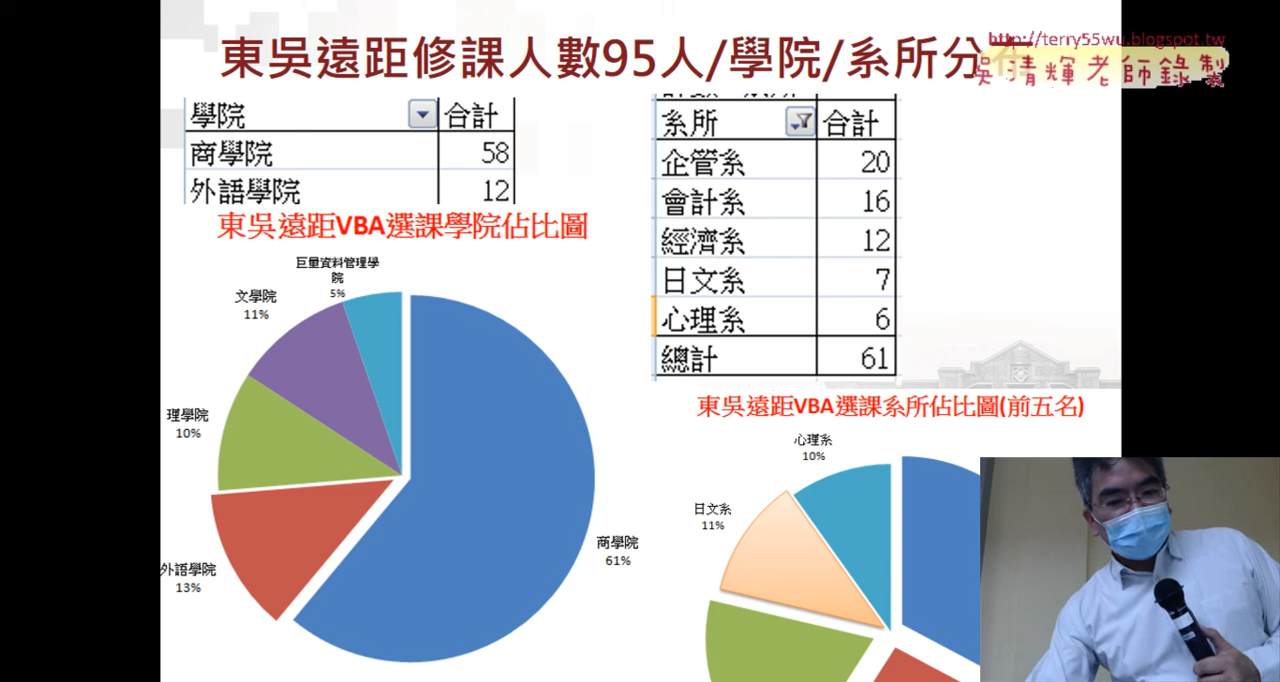 東吳遠距修課人數95人/學院/系所分
http://terry55wu.blogspot.tw
吳清輝老師錄製
學院 合計
商學院 58
外語學院 12
東吳遠距VBA選課學院佔比圖
巨量資料管理學
院
5%
文學院
11%
理學院
10%
外語學院
13%
商學院
61%
系所 合計
企管系 20
會計系 16
經濟系 12
日文系 7
心理系 6
總計 61
東吳遠距VBA選課系所佔比圖(前五名)
心理系
10%
日文系
11%